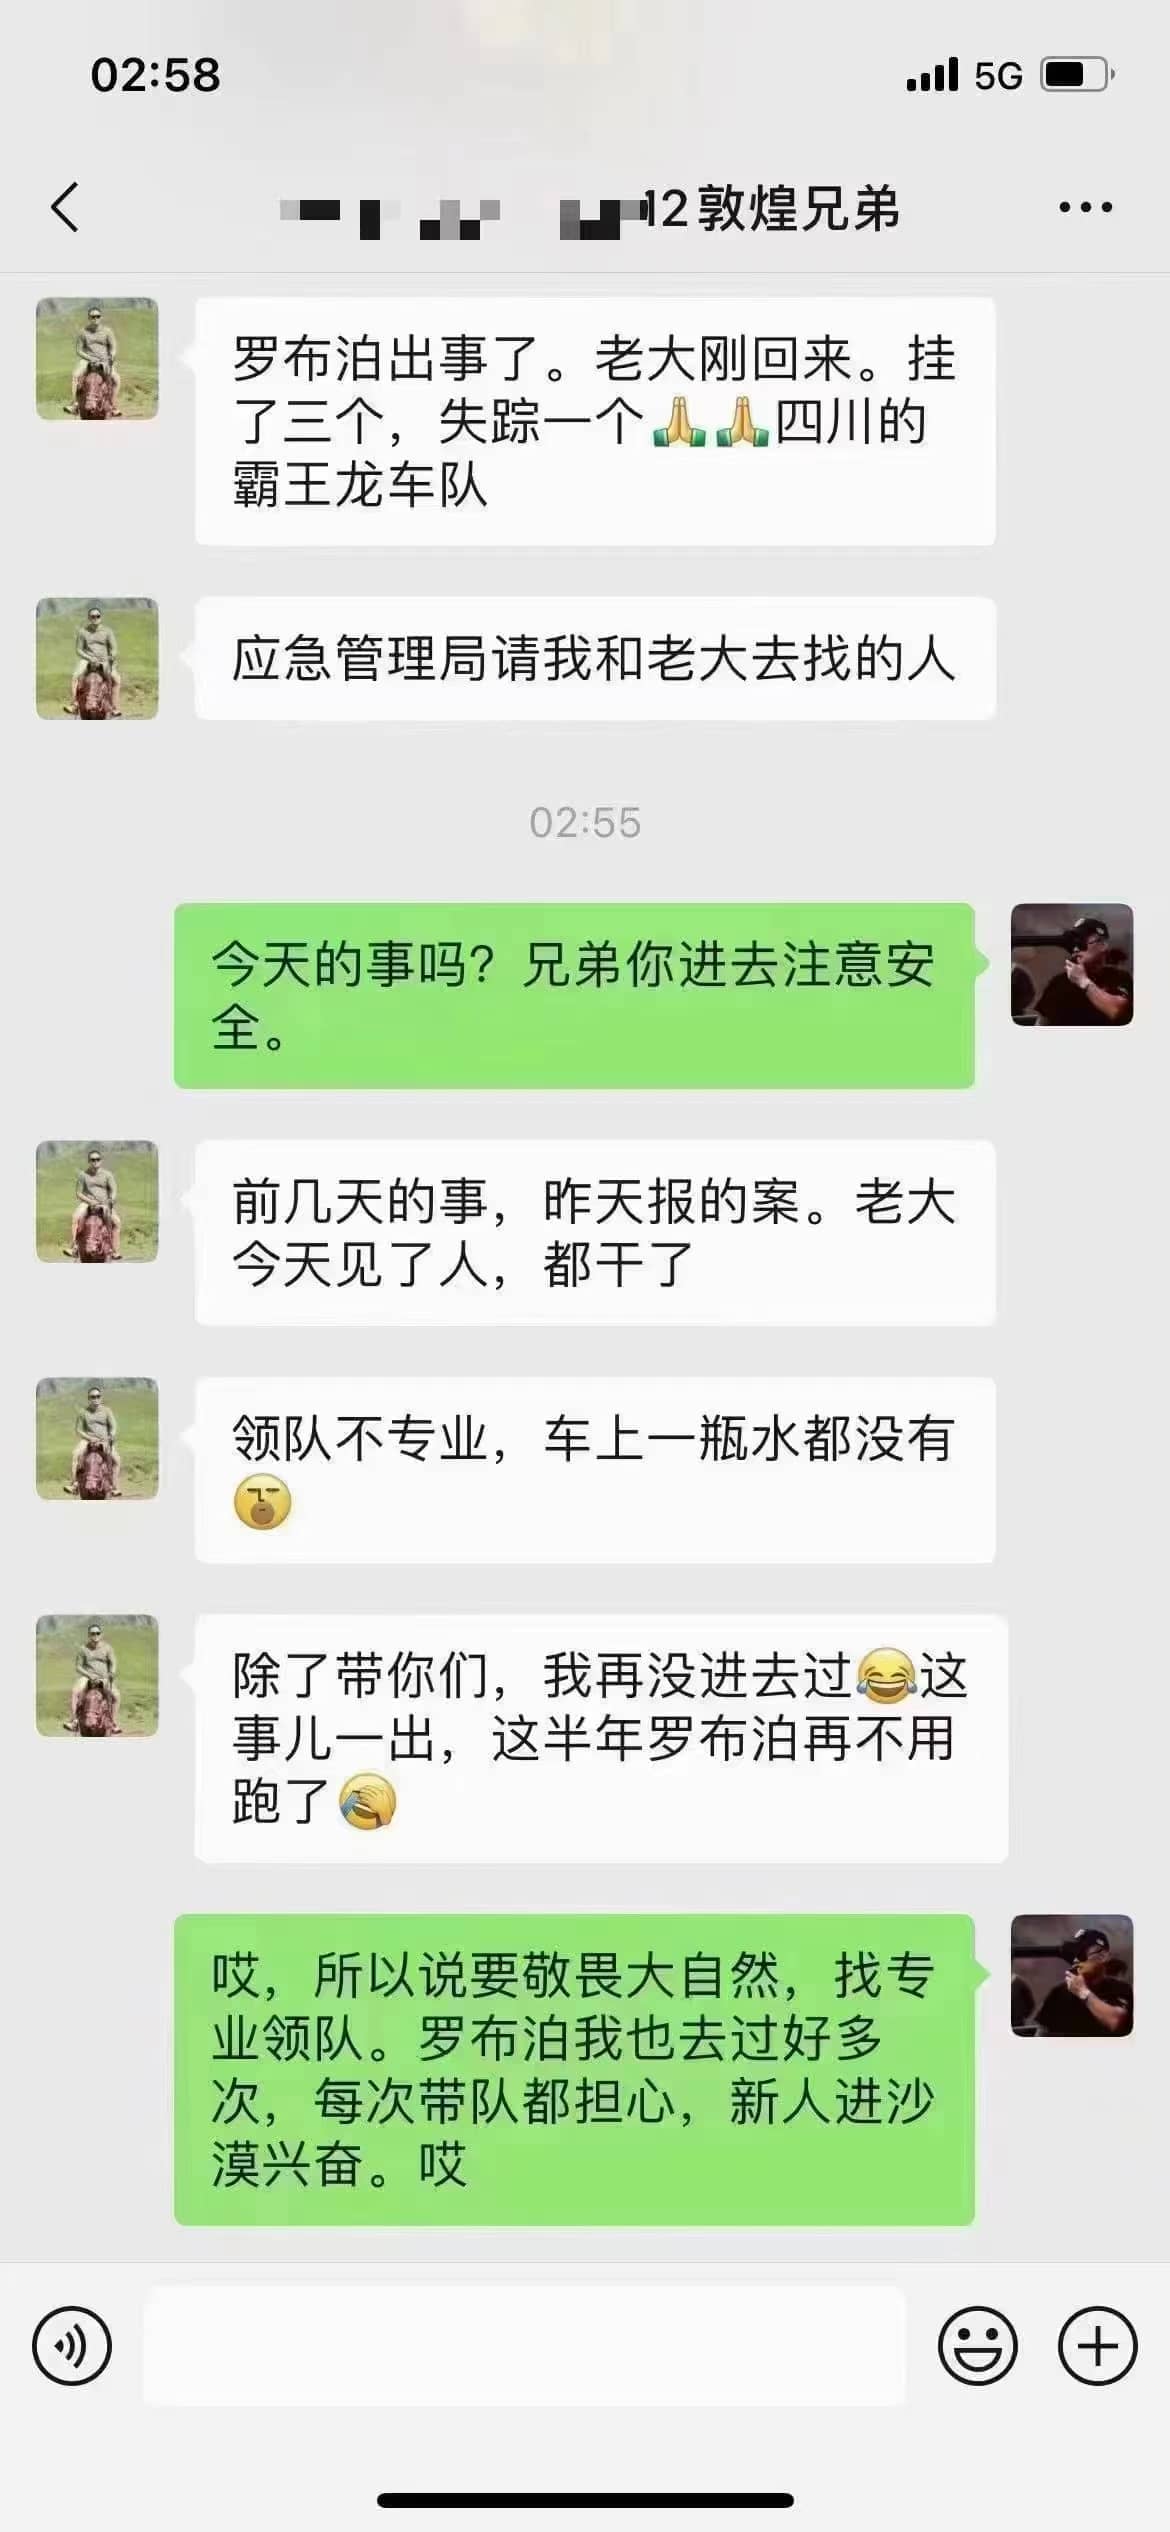 02:58
5G
12敦煌兄弟
罗布泊出事了。老大刚回来。挂
了三个，失踪一个🙏🙏四川的
霸王龙车队
应急管理局请我和老大去找的人
02:55
今天的事吗？兄弟你进去注意安
全。
前几天的事，昨天报的案。老大
今天见了人，都干了
领队不专业，车上一瓶水都没有
除了带你们，我再没进去过😂这
事儿一出，这半年罗布泊再不用
跑了
哎，所以说要敬畏大自然，找专
业领队。罗布泊我也去过好多
次，每次带队都担心，新人进沙
漠兴奋。哎